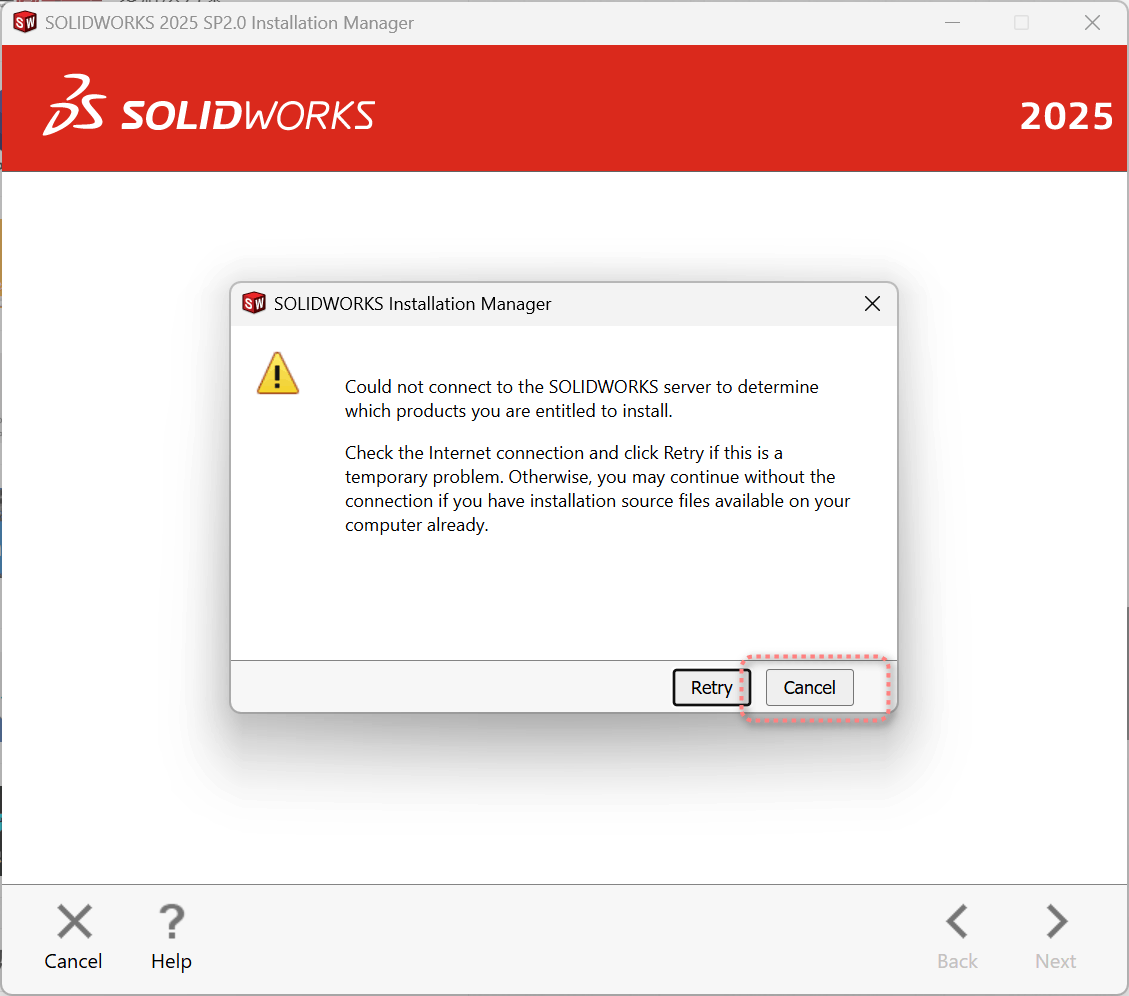 SOLIDWORKS 2025 SP2.0 Installation Manager
SOLIDWORKS
2025
SOLIDWORKS Installation Manager
Could not connect to the SOLIDWORKS server to determine
which products you are entitled to install.
Check the Internet connection and click Retry if this is a
temporary problem. Otherwise, you may continue without the
connection if you have installation source files available on your
computer already.
Retry
Cancel
Cancel
Help
Back
Next